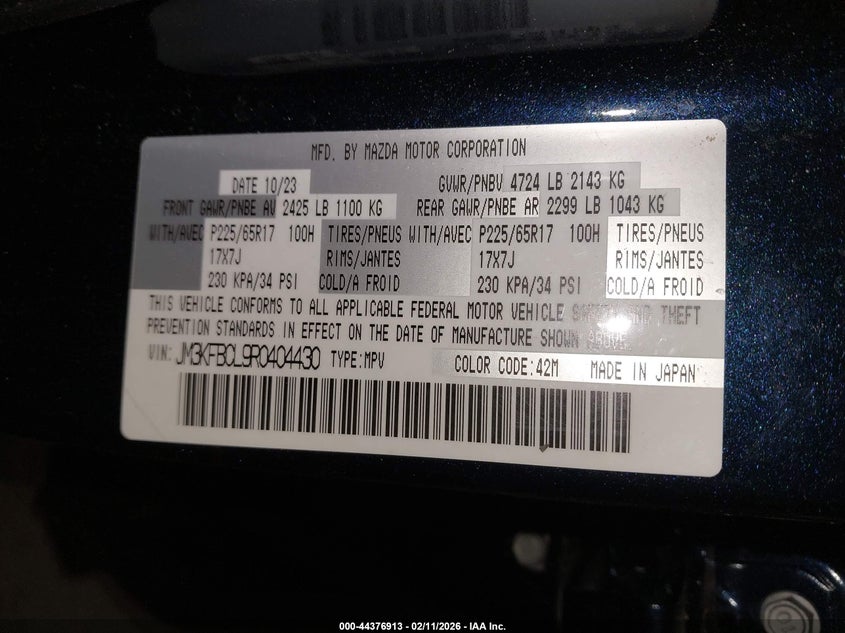 MFD. BY MAZDA MOTOR CORPORATION
DATE 10/23 GVWR/PNBV 4724 LB 2143 KG
FRONT GAWR/PNBE AV 2425 LB 1100 KG REAR GAWR/PNBE AR 2299 LB 1043 KG
WITH/AVEC P225/65R17 100H TIRES/PNEUS WITH/AVEC P225/65R17 100H TIRES/PNEUS
17X7J RIMS/JANTES 17X7J RIMS/JANTES
230 KPA/34 PSI COLD/A FROID 230 KPA/34 PSI COLD/A FROID
THIS VEHICLE CONFORMS TO ALL APPLICABLE FEDERAL MOTOR VEHICLE SAFETY AND THEFT
PREVENTION STANDARDS IN EFFECT ON THE DATE OF MANUFACTURE SHOWN ABOVE.
VIN: JM3KFBCL9R0404430 TYPE:MPV COLOR CODE:42M MADE IN JAPAN
000-44376913 - 02/11/2026 - IAA Inc.